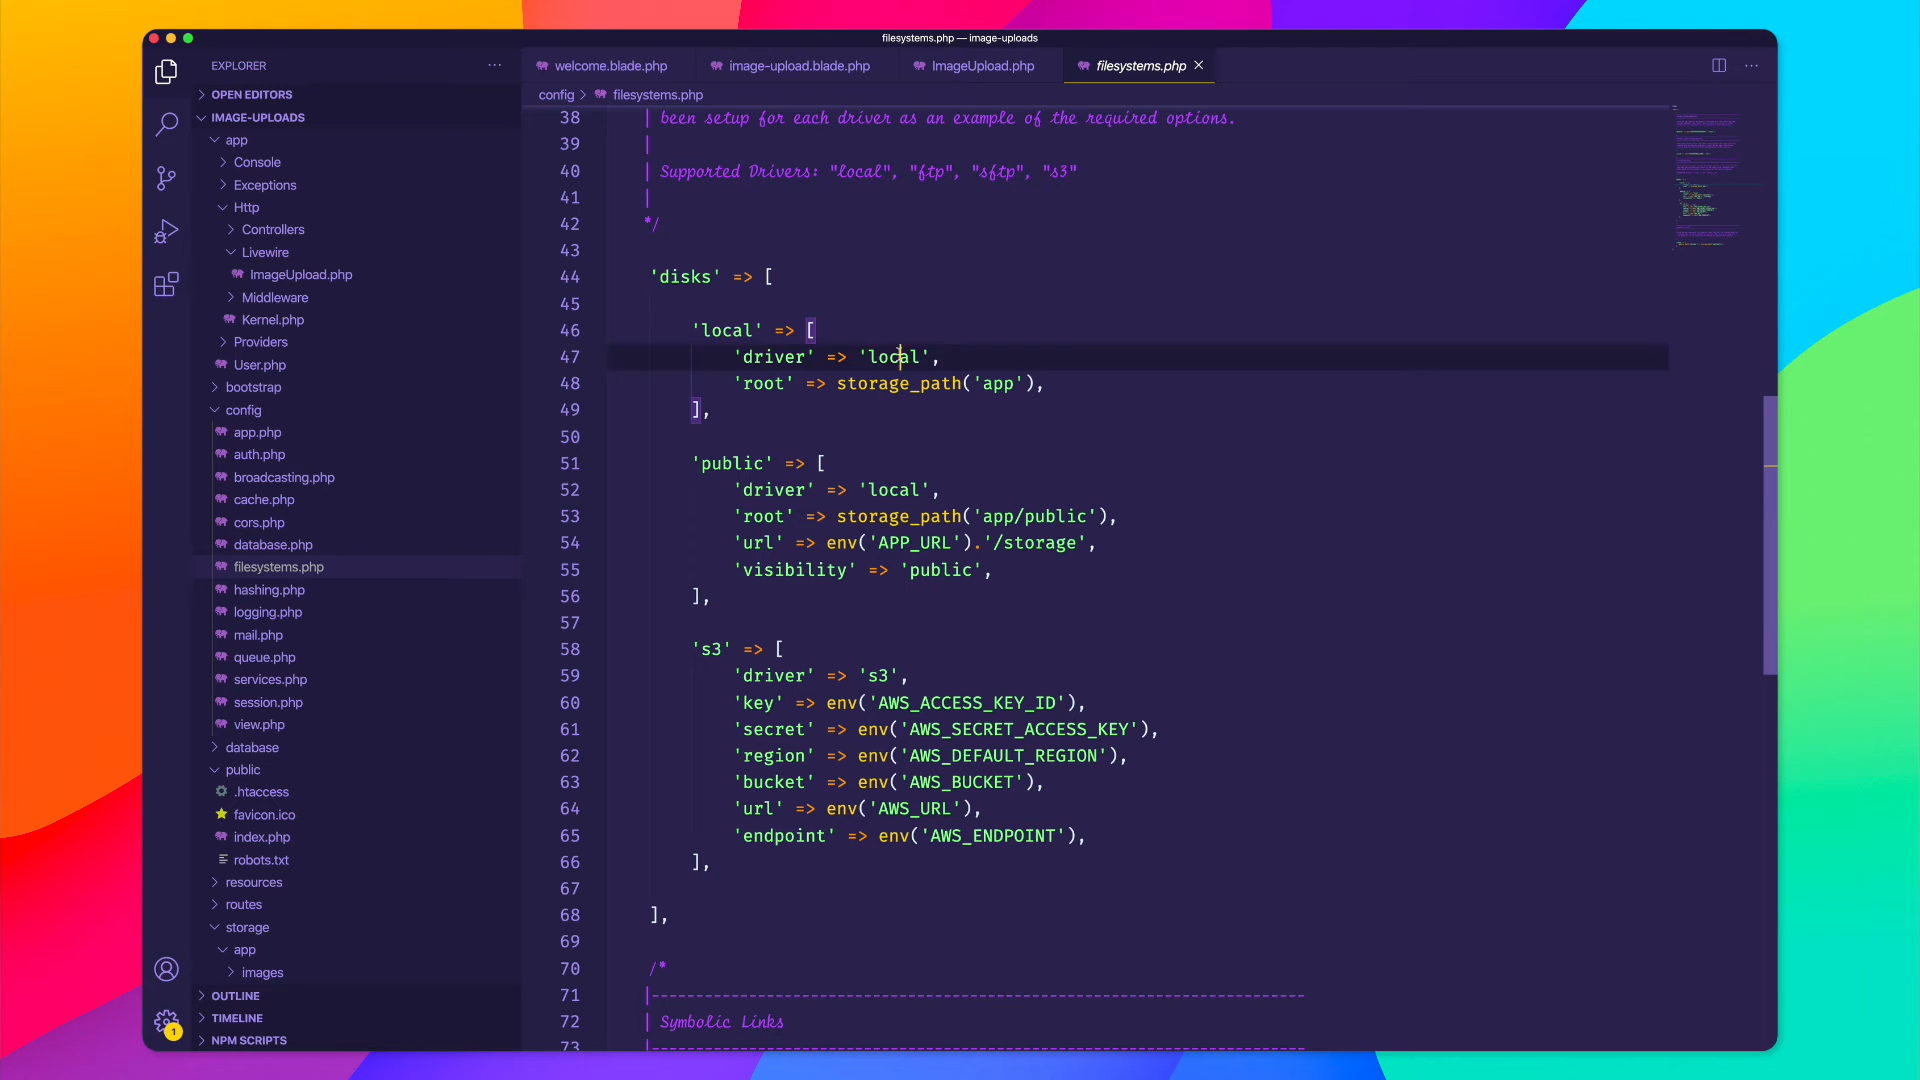 filesystems.php — image-uploads
EXPLORER
OPEN EDITORS
IMAGE-UPLOADS
app
Console
Exceptions
Http
Controllers
Livewire
ImageUpload.php
Middleware
Kernel.php
Providers
User.php
bootstrap
config
app.php
auth.php
broadcasting.php
cache.php
cors.php
database.php
filesystems.php
hashing.php
logging.php
mail.php
queue.php
services.php
session.php
view.php
database
public
.htaccess
favicon.ico
index.php
robots.txt
resources
routes
storage
app
images
OUTLINE
TIMELINE
NPM SCRIPTS
1
welcome.blade.php image-upload.blade.php ImageUpload.php filesystems.php
config > filesystems.php
38 | been setup for each driver as an example of the required options.
39 |
40 | Supported Drivers: "local", "ftp", "sftp", "s3"
41 |
42 */
43
44 'disks' => [
45
46 'local' => [
47 'driver' => 'local',
48 'root' => storage_path('app'),
49 ],
50
51 'public' => [
52 'driver' => 'local',
53 'root' => storage_path('app/public'),
54 'url' => env('APP_URL').'/storage',
55 'visibility' => 'public',
56 ],
57
58 's3' => [
59 'driver' => 's3',
60 'key' => env('AWS_ACCESS_KEY_ID'),
61 'secret' => env('AWS_SECRET_ACCESS_KEY'),
62 'region' => env('AWS_DEFAULT_REGION'),
63 'bucket' => env('AWS_BUCKET'),
64 'url' => env('AWS_URL'),
65 'endpoint' => env('AWS_ENDPOINT'),
66 ],
67
68 ],
69
70 /*
71 |--------------------------------------------------------------------------
72 | Symbolic Links
73 |--------------------------------------------------------------------------